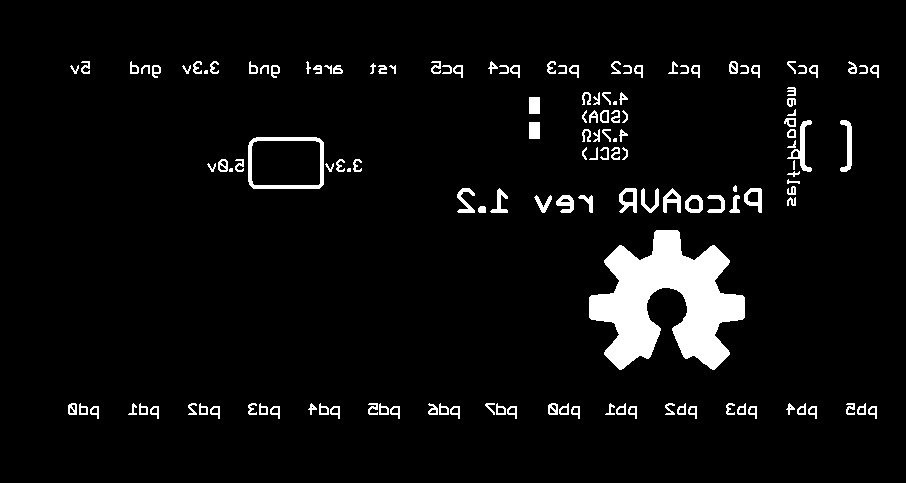 pc6 pc7 pc0 pc1 pc2 pc3 pc4 pc5 rst aref gnd 3.3v gnd 5v
self-Program
4.7kΩ
(SDA)
4.7kΩ
(SCL)
3.3v 5.0v
PicoAVR rev 1.2
pb5 pb4 pb3 pb2 pb1 pb0 pd7 pd6 pd5 pd4 pd3 pd2 pd1 pd0